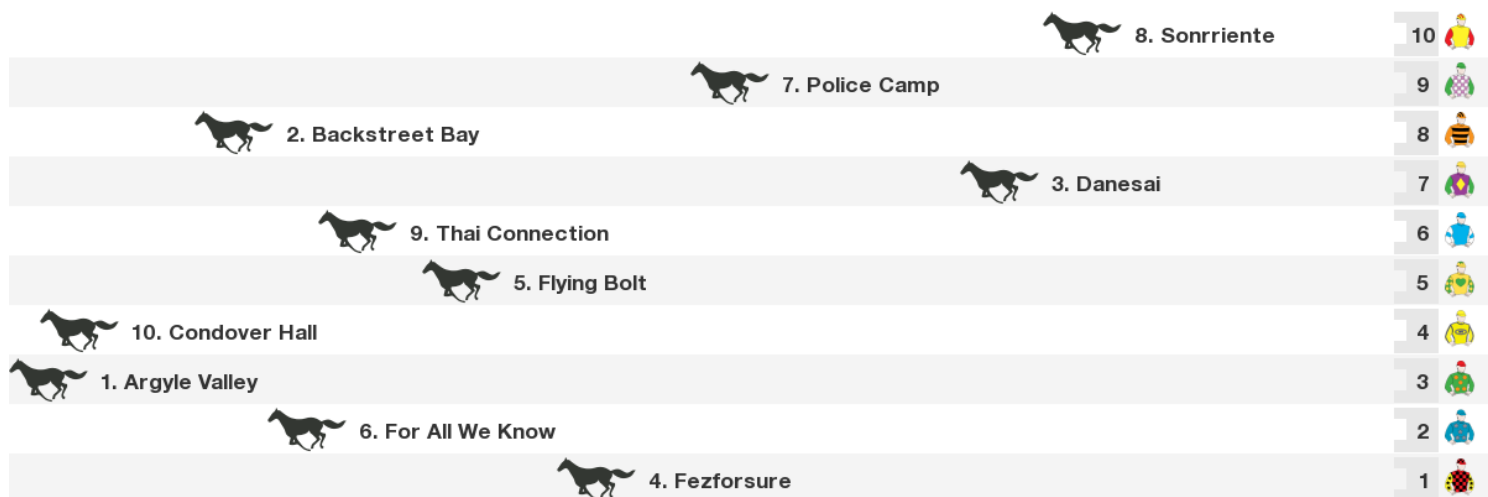 8. Sonrriente 10
7. Police Camp 9
2. Backstreet Bay 8
3. Danesai 7
9. Thai Connection 6
5. Flying Bolt 5
10. Condover Hall 4
1. Argyle Valley 3
6. For All We Know 2
4. Fezforsure 1